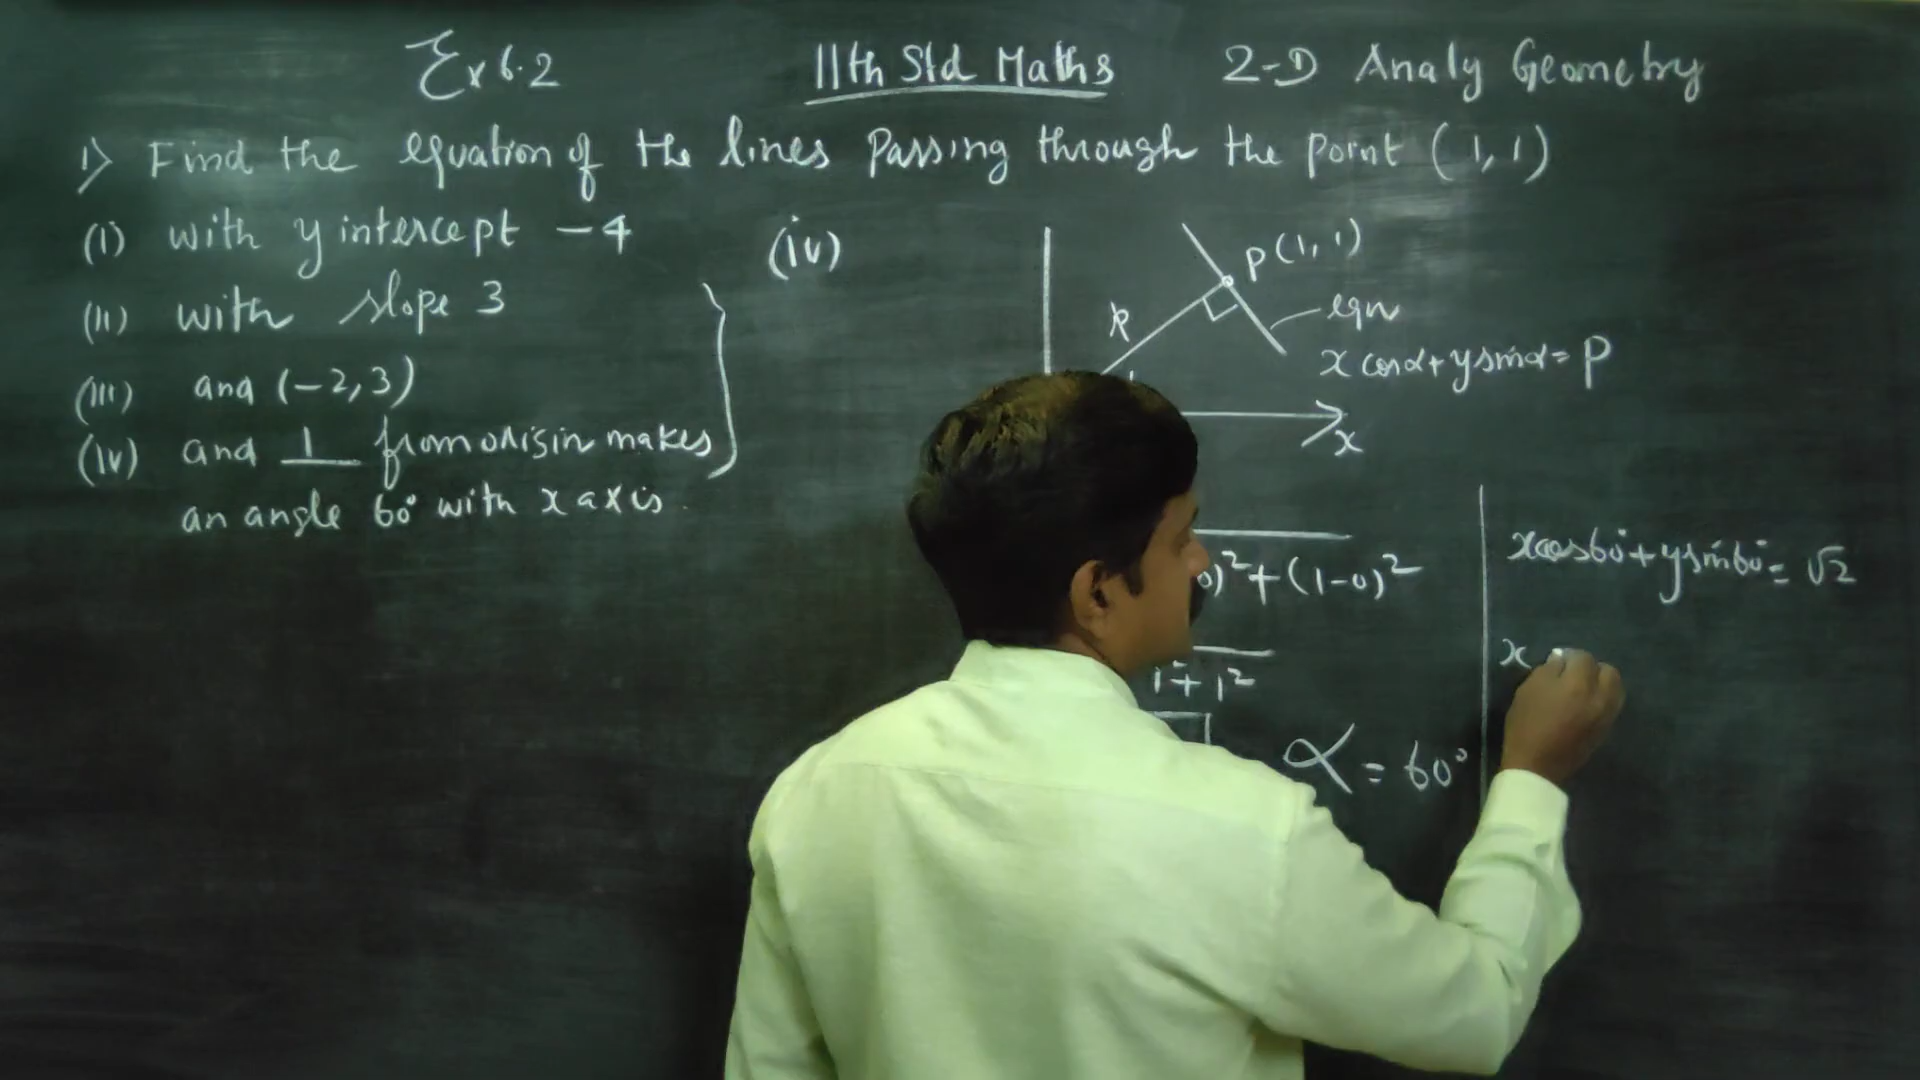 Ex 6.2
11th Std Maths
2-D Analy Geometry
1) Find the equation of the lines Passing through the point (1,1)
(i) with y intercept -4
(ii) with slope 3
(iii) and (-2,3)
(iv) and ⊥ from origin makes
an angle 60° with x axis.
(iv)
P(1,1)
p
eqn
x cosα + y sinα = P
x
0)²+(1-0)²
1²+1²
α = 60°
x cos60° + y sin60° = √2
x